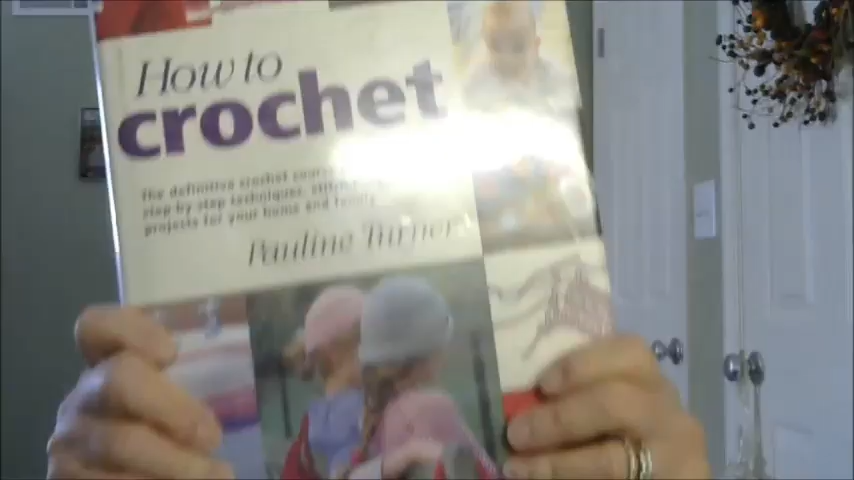 How to
crochet
The definitive crochet course
step by step techniques, stitch
projects for your home and family
Pauline Turner